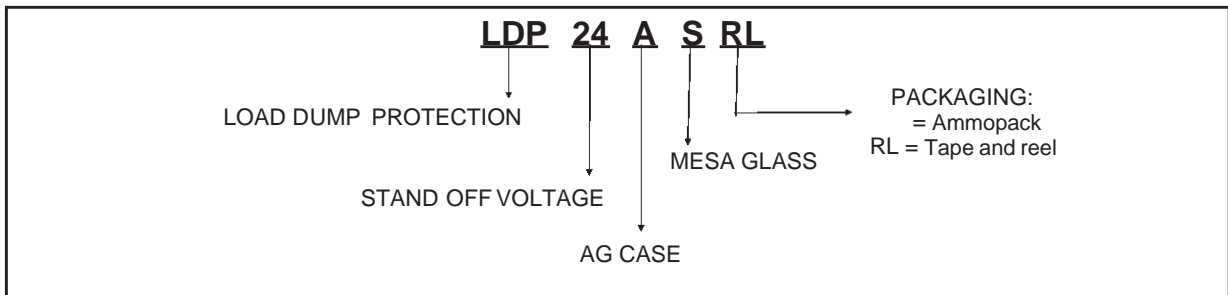 LDP 24 A S RL
LOAD DUMP PROTECTION
PACKAGING:
= Ammopack
RL = Tape and reel
MESA GLASS
STAND OFF VOLTAGE
AG CASE